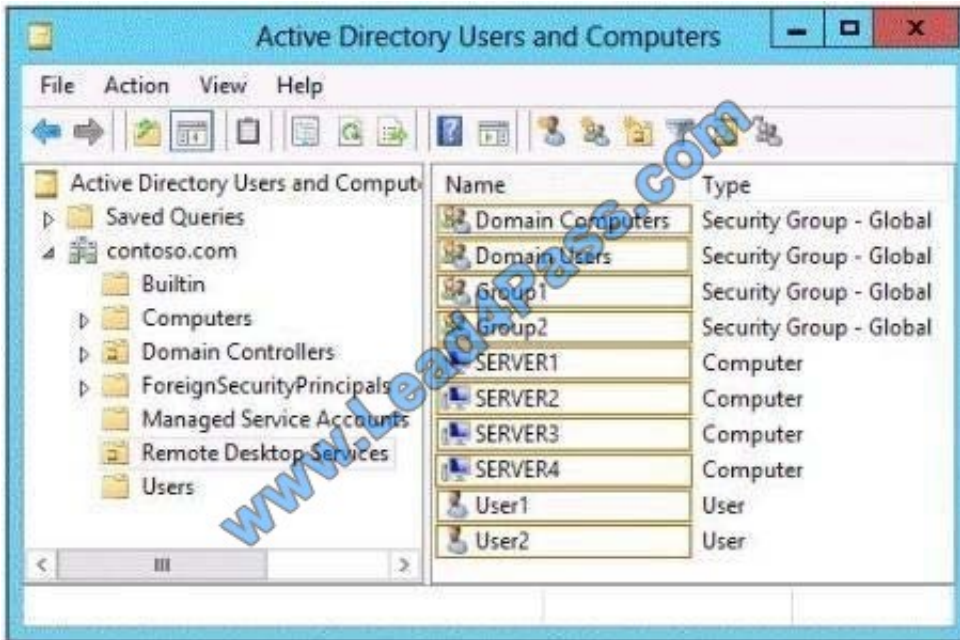 Active Directory Users and Computers
File Action View Help
Active Directory Users and Comput
Saved Queries
contoso.com
Builtin
Computers
Domain Controllers
ForeignSecurityPrincipals
Managed Service Accounts
Remote Desktop Services
Users
Name Type
Domain Computers Security Group - Global
Domain Users Security Group - Global
Group1 Security Group - Global
Group2 Security Group - Global
SERVER1 Computer
SERVER2 Computer
SERVER3 Computer
SERVER4 Computer
User1 User
User2 User
www.Lead4Pass.com